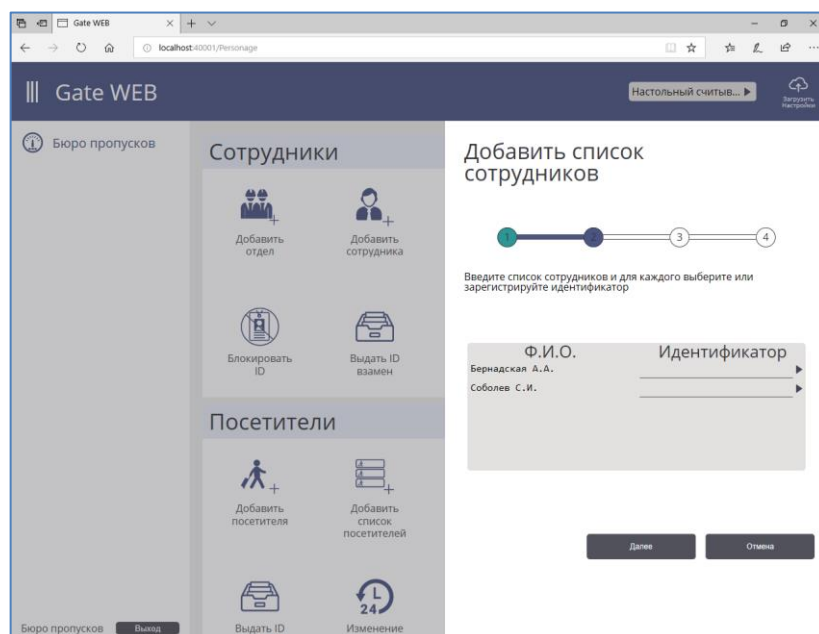 Gate WEB
localhost:40001/Personage
Gate WEB
Настольный считыв...
Загрузить
Настройки
Бюро пропусков
Сотрудники
Добавить
отдел
Добавить
сотрудника
Блокировать
ID
Выдать ID
взамен
Посетители
Добавить
посетителя
Добавить
список
посетителей
Выдать ID
24
Изменение
Добавить список
сотрудников
1
2
3
4
Введите список сотрудников и для каждого выберите или
зарегистрируйте идентификатор
Ф.И.О.
Идентификатор
Бернадская А.А.
Соболев С.И.
Далее
Отмена
Бюро пропусков
Выход